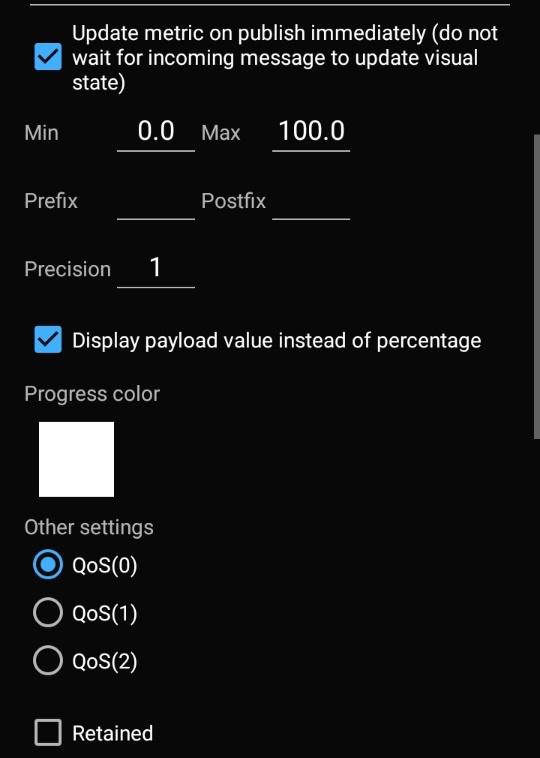 Update metric on publish immediately (do not
wait for incoming message to update visual
state)
Min 0.0 Max 100.0
Prefix Postfix
Precision 1
Display payload value instead of percentage
Progress color
Other settings
QoS(0)
QoS(1)
QoS(2)
Retained